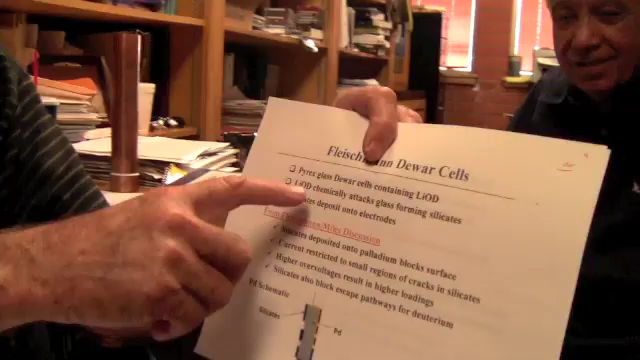 Fleischmann Dewar Cells
Pyrex glass Dewar cells containing LiOD
LiOD chemically attacks glass forming silicates
deposit onto electrodes
From Discussion
Silicates deposited onto palladium blocks surface
Current restricted to small regions of cracks in silicates
Higher overvoltages result in higher loadings
Silicates also block escape pathways for deuterium
Pd Schematic
Silicates
Pd